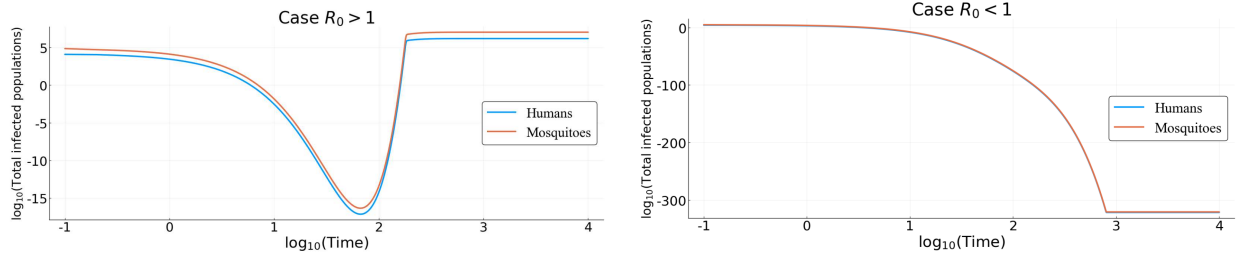 Case R₀ > 1
log₁₀(Total infected populations)
5
0
-5
-10
-15
-1
0
1
2
3
4
log₁₀(Time)
Humans
Mosquitoes
Case R₀ < 1
log₁₀(Total infected populations)
0
-100
-200
-300
-1
0
1
2
3
4
log₁₀(Time)
Humans
Mosquitoes